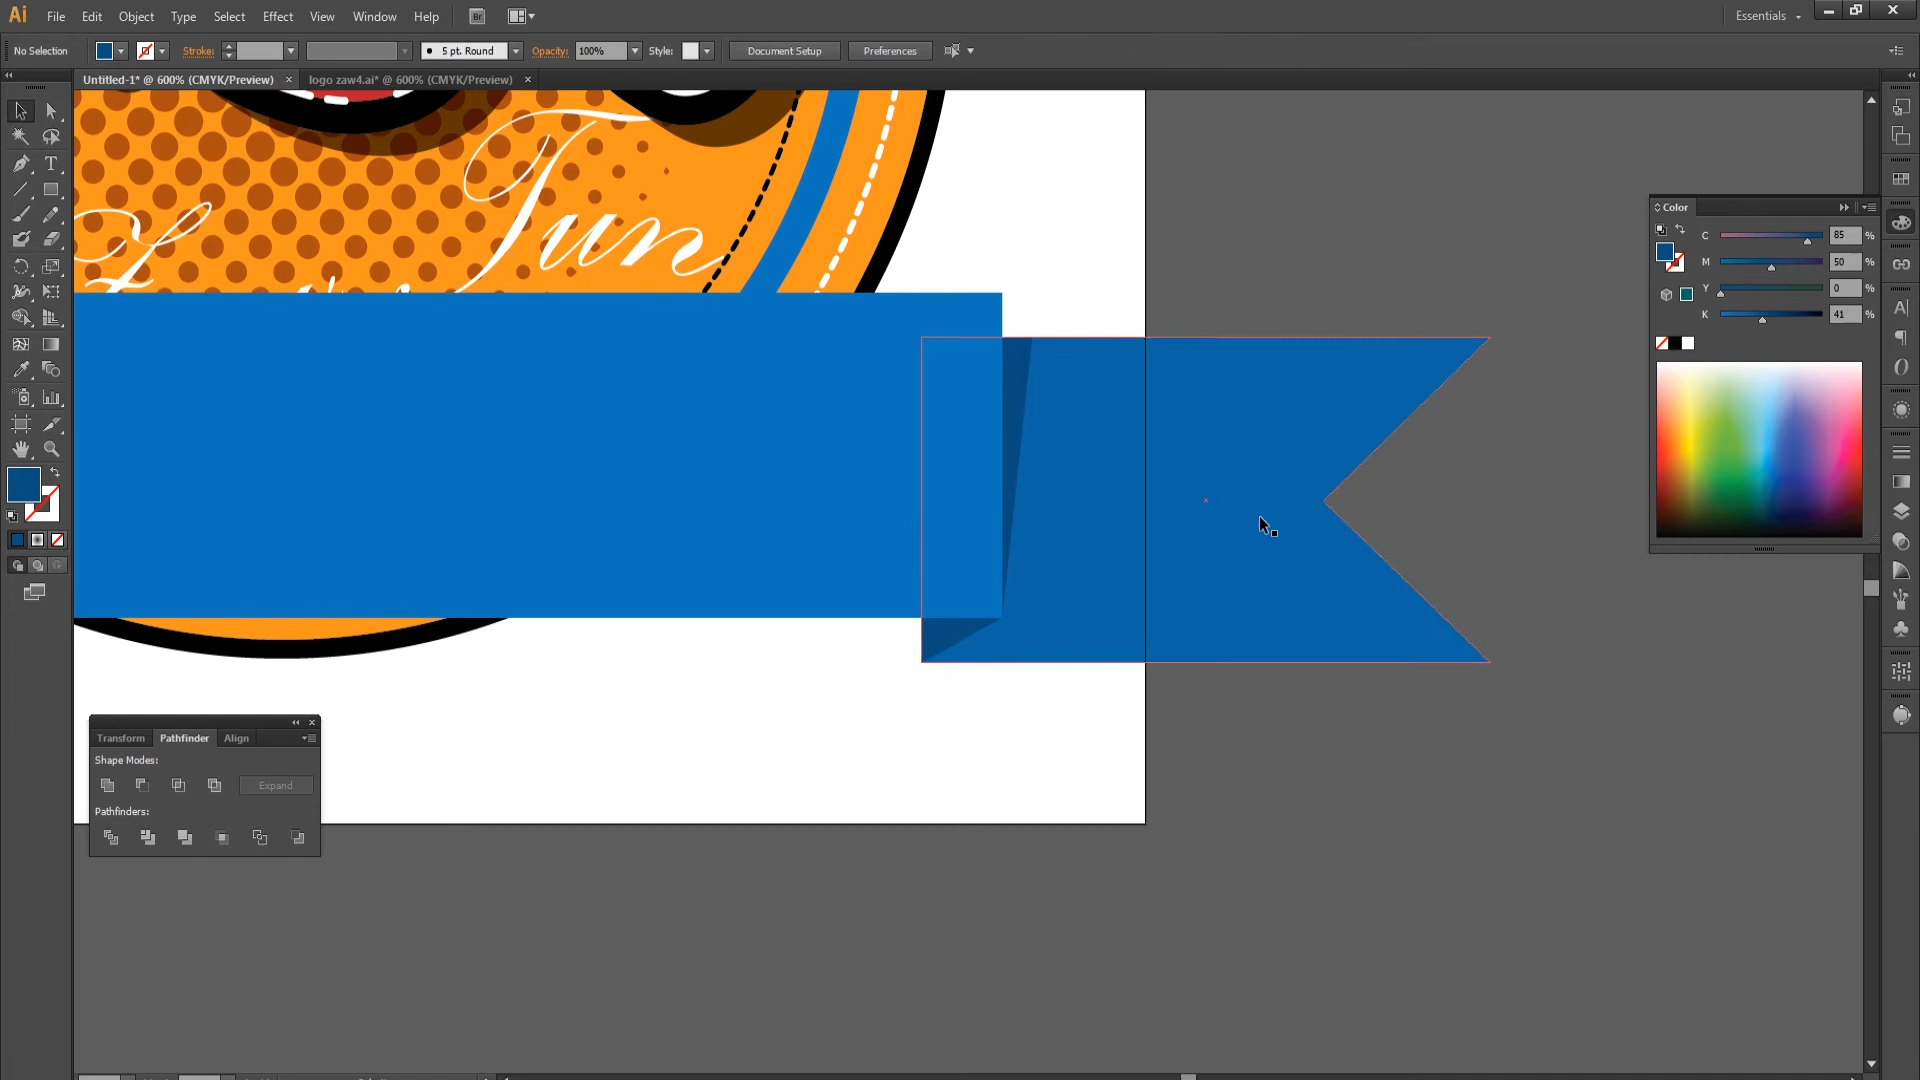 Ai File Edit Object Type Select Effect View Window Help Br Essentials
No Selection Stroke: 5 pt. Round Opacity: 100% Style: Document Setup Preferences
Untitled-1* @ 600% (CMYK/Preview) × logo zaw4.ai* @ 600% (CMYK/Preview) ×
Color
C 85 %
M 50 %
Y 0 %
K 41 %
Fun
Transform Pathfinder Align
Shape Modes:
Expand
Pathfinders: